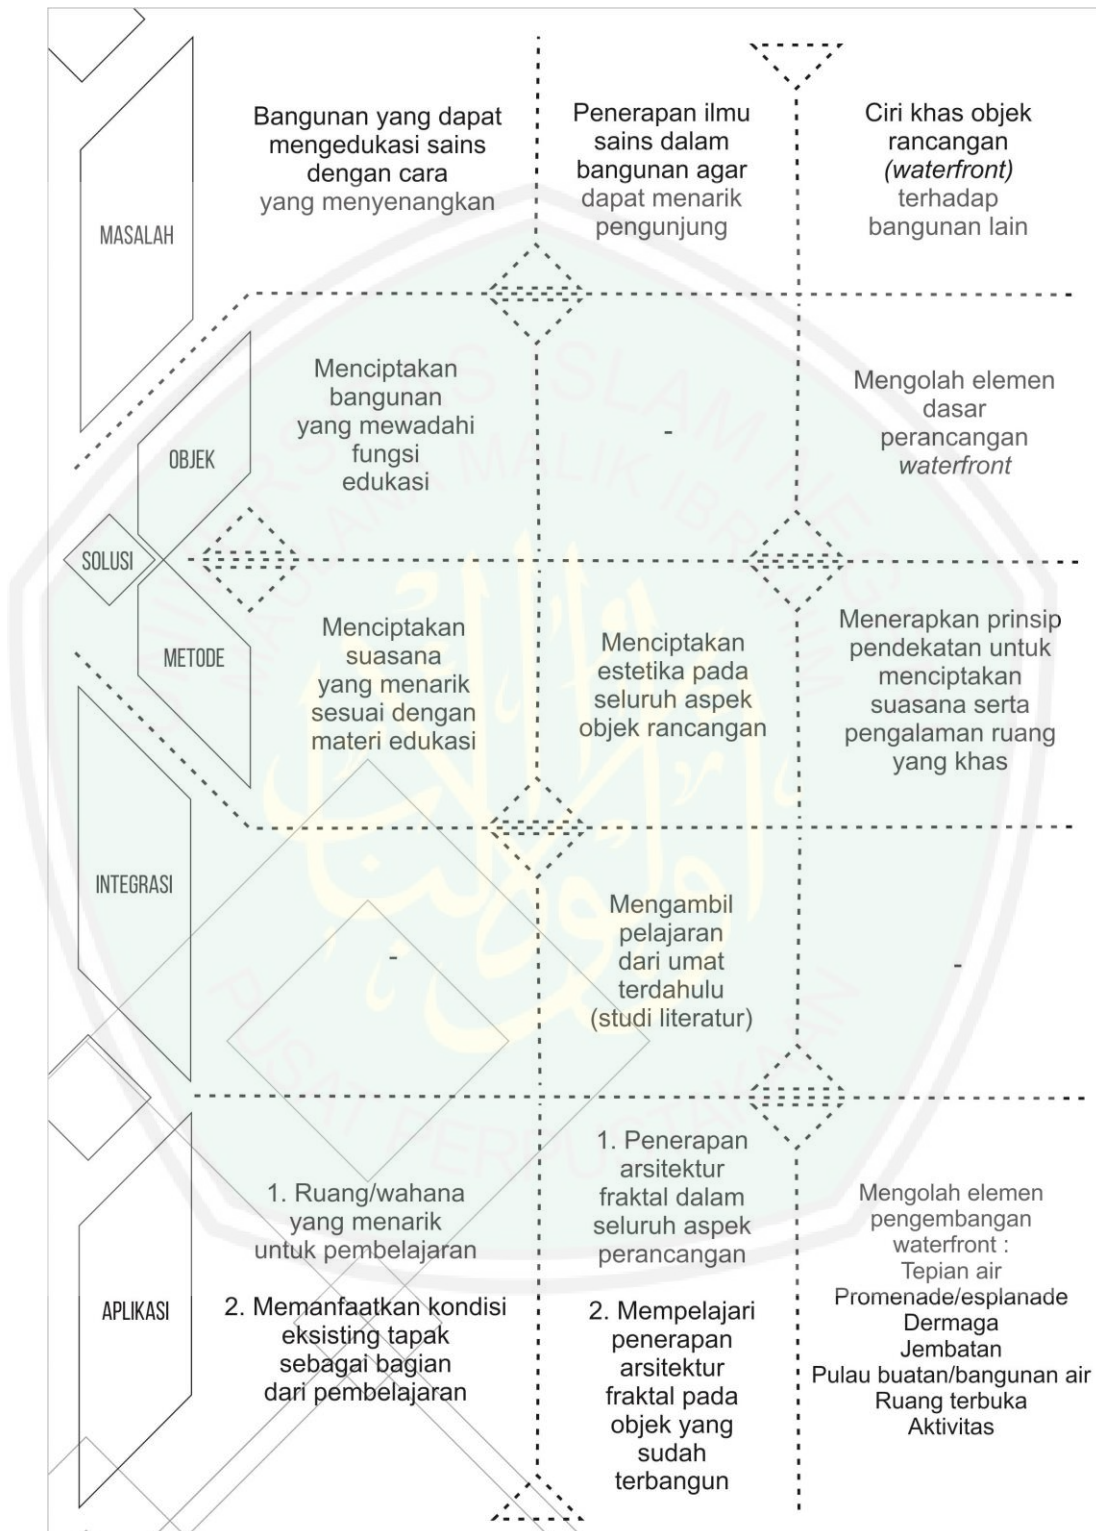 MASALAH
Bangunan yang dapat
mengedukasi sains
dengan cara
yang menyenangkan
Penerapan ilmu
sains dalam
bangunan agar
dapat menarik
pengunjung
Ciri khas objek
rancangan
(waterfront)
terhadap
bangunan lain
SOLUSI
OBJEK
Menciptakan
bangunan
yang mewadahi
fungsi
edukasi
-
Mengolah elemen
dasar
perancangan
waterfront
METODE
Menciptakan
suasana
yang menarik
sesuai dengan
materi edukasi
Menciptakan
estetika pada
seluruh aspek
objek rancangan
Menerapkan prinsip
pendekatan untuk
menciptakan
suasana serta
pengalaman ruang
yang khas
INTEGRASI
-
Mengambil
pelajaran
dari umat
terdahulu
(studi literatur)
-
APLIKASI
1. Ruang/wahana
yang menarik
untuk pembelajaran
2. Memanfaatkan kondisi
eksisting tapak
sebagai bagian
dari pembelajaran
1. Penerapan
arsitektur
fraktal dalam
seluruh aspek
perancangan
2. Mempelajari
penerapan
arsitektur
fraktal pada
objek yang
sudah
terbangun
Mengolah elemen
pengembangan
waterfront :
Tepian air
Promenade/esplanade
Dermaga
Jembatan
Pulau buatan/bangunan air
Ruang terbuka
Aktivitas
MAULANA MALIK IBRAHIM
PUSAT PERPUSTAKAAN